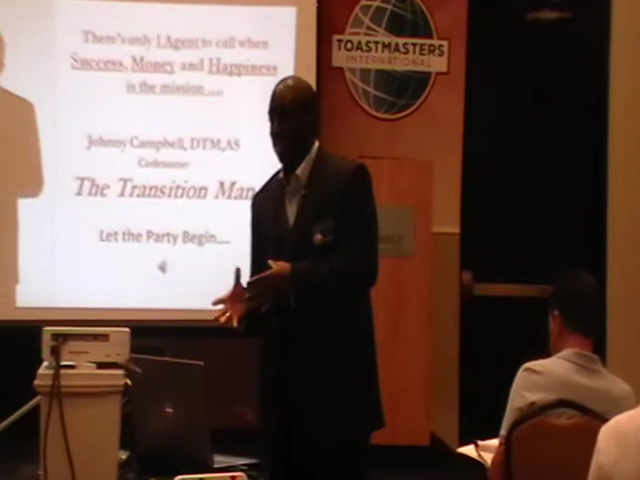 There's only 1 Agent to call when
Success, Money and Happiness
is the mission....
Johnny Campbell, DTM,AS
Codename:
The Transition Man
Let the Party Begin....
TOASTMASTERS
INTERNATIONAL